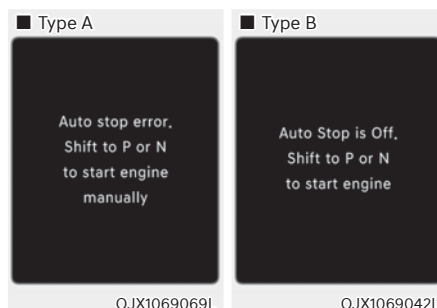 ■ Type A
Auto stop error.
Shift to P or N
to start engine
manually
OJX1069069L
■ Type B
Auto Stop is Off.
Shift to P or N
to start engine
OJX1069042L